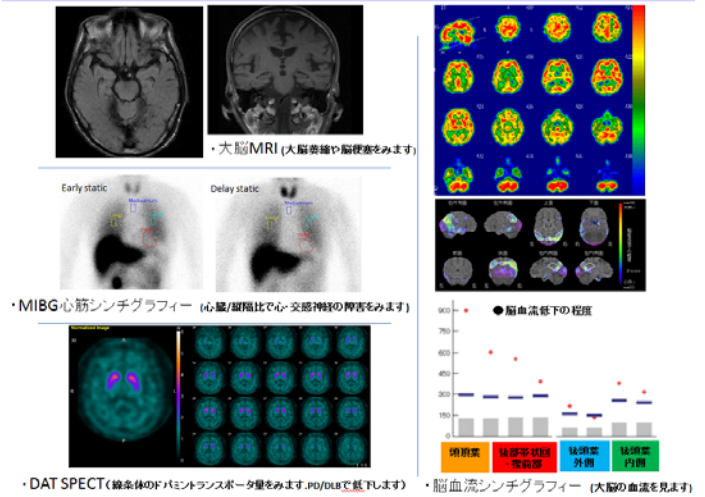 ・大脳MRI (大脳萎縮や脳梗塞をみます)
Early static
Delay static
Mediastinum
Mediastinum
・MIBG心筋シンチグラフィー (心臓/縦隔比で心・交感神経の障害をみます)
Normalized Image
・DAT SPECT(線条体のドパミントランスポータ量をみます.PD/DLBで低下します)
●脳血流低下の程度
900
750
600
450
300
150
0
頭頂葉
後部帯状回・楔前部
側頭葉
外側
側頭葉
内側
・脳血流シンチグラフィー (大脳の血流を見ます)